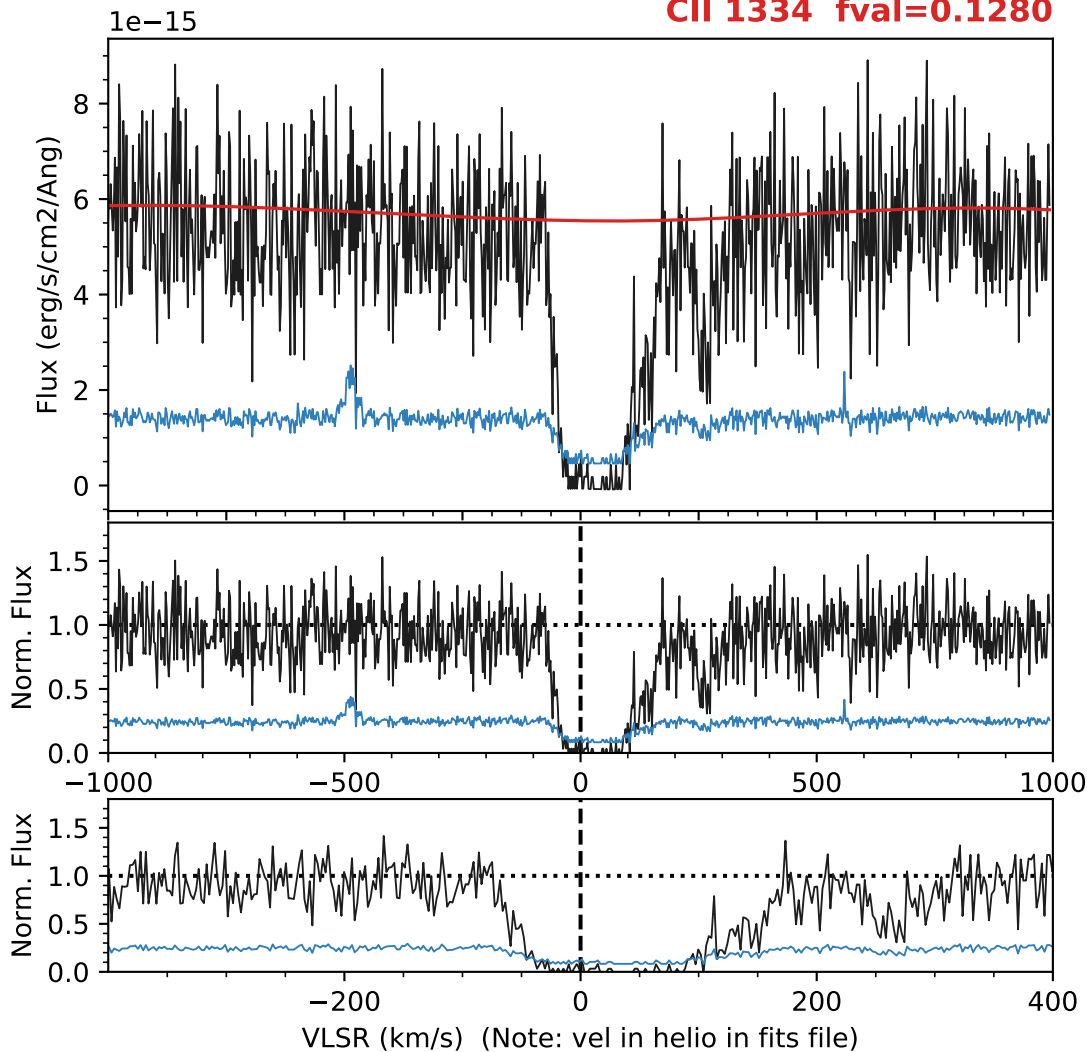 CII 1334 fval=0.1280
1e−15
8
6
4
2
0
Flux (erg/s/cm2/Ang)
1.5
1.0
0.5
0.0
Norm. Flux
−1000 −500 0 500 1000
1.5
1.0
0.5
0.0
Norm. Flux
−200 0 200 400
VLSR (km/s) (Note: vel in helio in fits file)